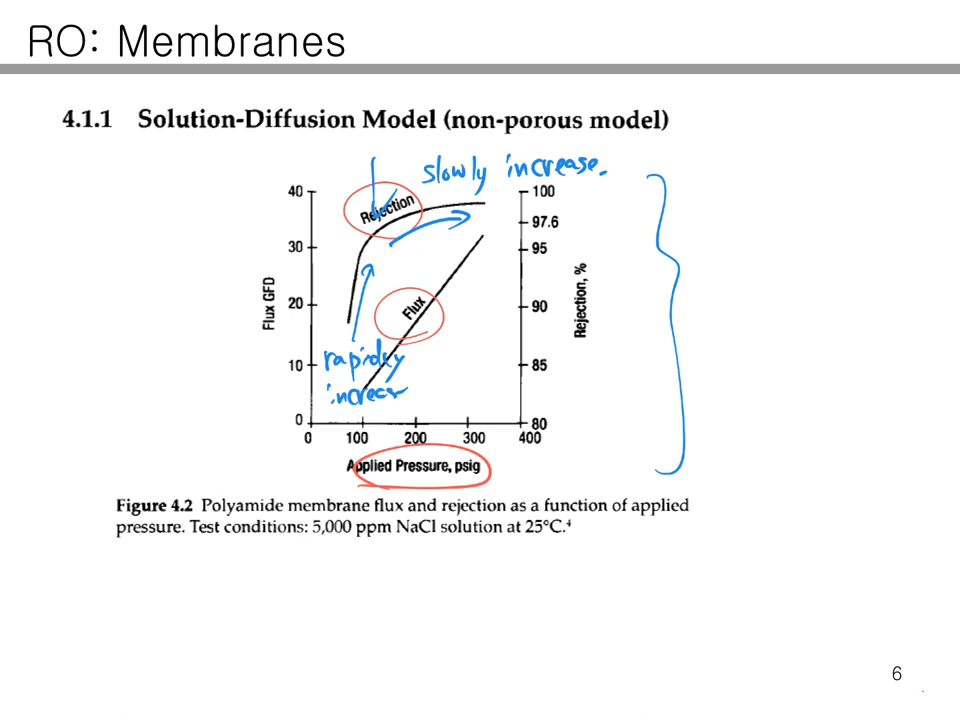 RO: Membranes
4.1.1 Solution-Diffusion Model (non-porous model)
slowly increase.
40
30
20
10
0
Flux GFD
Rejection
Flux
rapidly
increase
100
97.6
95
90
85
80
Rejection, %
0 100 200 300 400
Applied Pressure, psig
Figure 4.2 Polyamide membrane flux and rejection as a function of applied
pressure. Test conditions: 5,000 ppm NaCl solution at 25°C.⁴
6